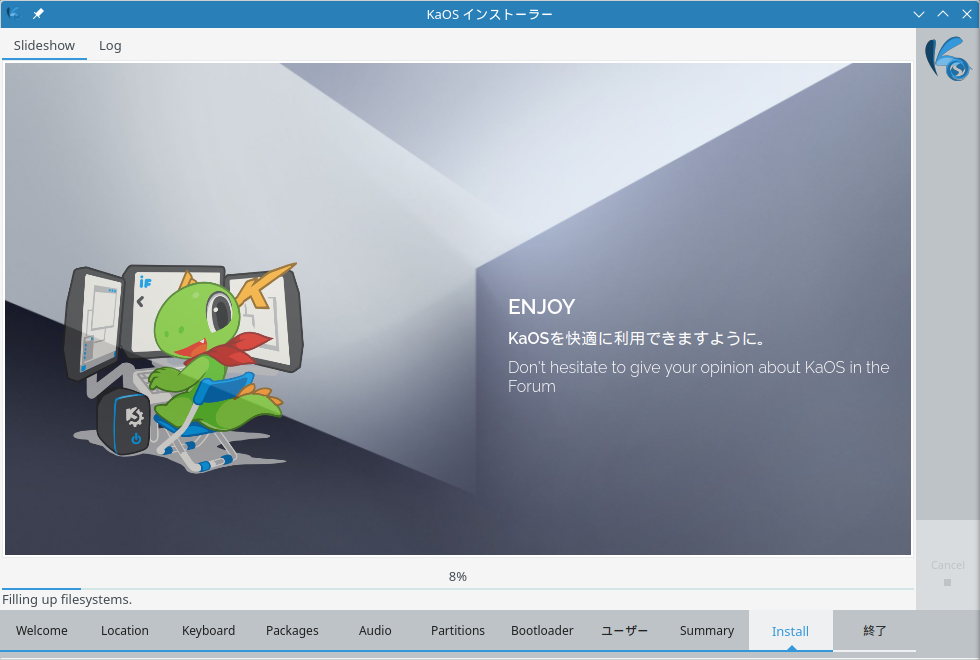 KaOS インストーラー
Slideshow
Log
iF
ENJOY
KaOSを快適に利用できますように。
Don't hesitate to give your opinion about KaOS in the
Forum
Cancel
8%
Filling up filesystems.
Welcome
Location
Keyboard
Packages
Audio
Partitions
Bootloader
ユーザー
Summary
Install
終了